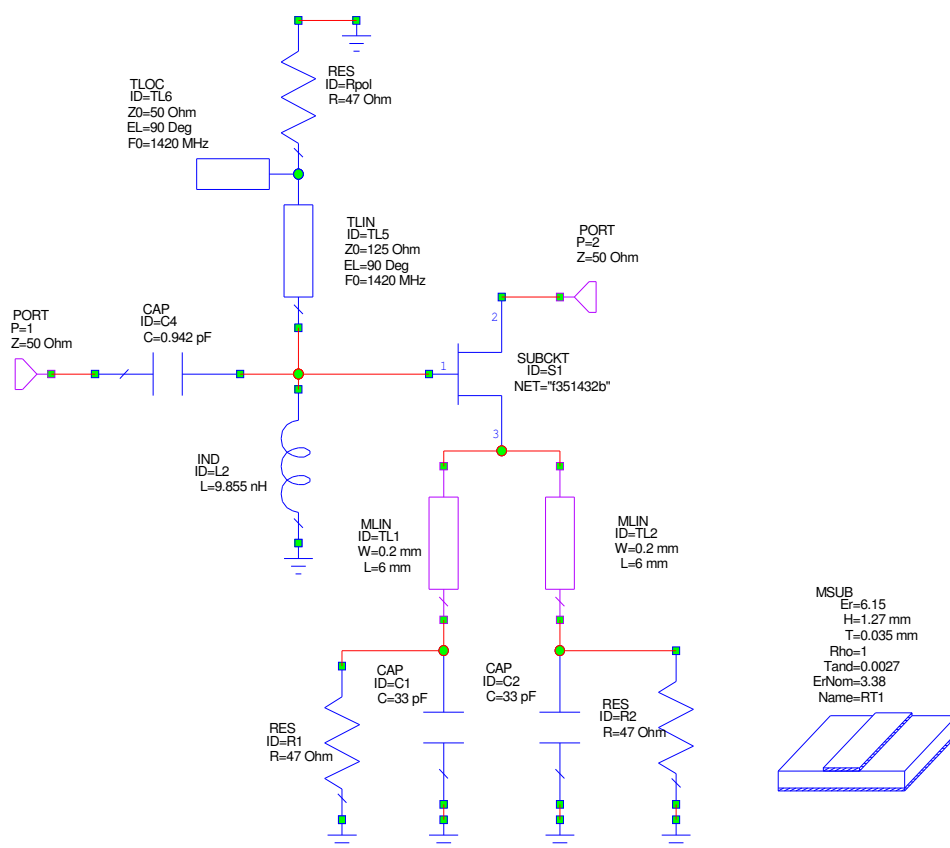 RES
ID=Rpol
R=47 Ohm
TLOC
ID=TL6
Z0=50 Ohm
EL=90 Deg
F0=1420 MHz
TLIN
ID=TL5
Z0=125 Ohm
EL=90 Deg
F0=1420 MHz
PORT
P=2
Z=50 Ohm
PORT
P=1
Z=50 Ohm
CAP
ID=C4
C=0.942 pF
2
1
3
SUBCKT
ID=S1
NET="f351432b"
IND
ID=L2
L=9.855 nH
MLIN
ID=TL1
W=0.2 mm
L=6 mm
MLIN
ID=TL2
W=0.2 mm
L=6 mm
MSUB
Er=6.15
H=1.27 mm
T=0.035 mm
Rho=1
Tand=0.0027
ErNom=3.38
Name=RT1
CAP
ID=C1
C=33 pF
CAP
ID=C2
C=33 pF
RES
ID=R1
R=47 Ohm
RES
ID=R2
R=47 Ohm